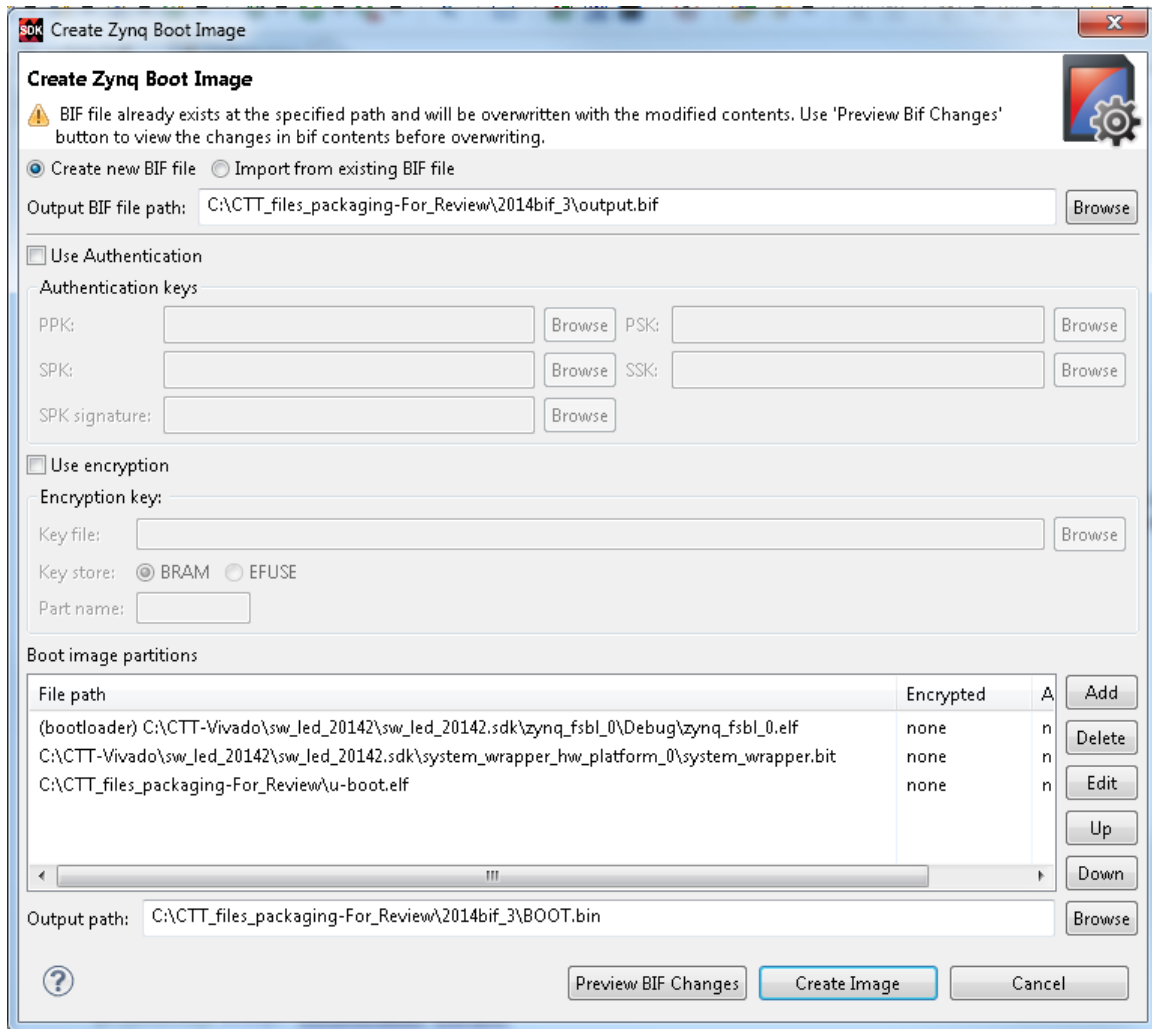 SDK Create Zynq Boot Image
Create Zynq Boot Image
BIF file already exists at the specified path and will be overwritten with the modified contents. Use 'Preview Bif Changes'
button to view the changes in bif contents before overwriting.
Create new BIF file Import from existing BIF file
Output BIF file path: C:\CTT_files_packaging-For_Review\2014bif_3\output.bif Browse
Use Authentication
Authentication keys
PPK: Browse PSK: Browse
SPK: Browse SSK: Browse
SPK signature: Browse
Use encryption
Encryption key:
Key file: Browse
Key store: BRAM EFUSE
Part name:
Boot image partitions
File path Encrypted A Add
(bootloader) C:\CTT-Vivado\sw_led_20142\sw_led_20142.sdk\zynq_fsbl_0\Debug\zynq_fsbl_0.elf none n
Delete
C:\CTT-Vivado\sw_led_20142\sw_led_20142.sdk\system_wrapper_hw_platform_0\system_wrapper.bit none n
C:\CTT_files_packaging-For_Review\u-boot.elf none n Edit
Up
Down
Output path: C:\CTT_files_packaging-For_Review\2014bif_3\BOOT.bin Browse
? Preview BIF Changes Create Image Cancel